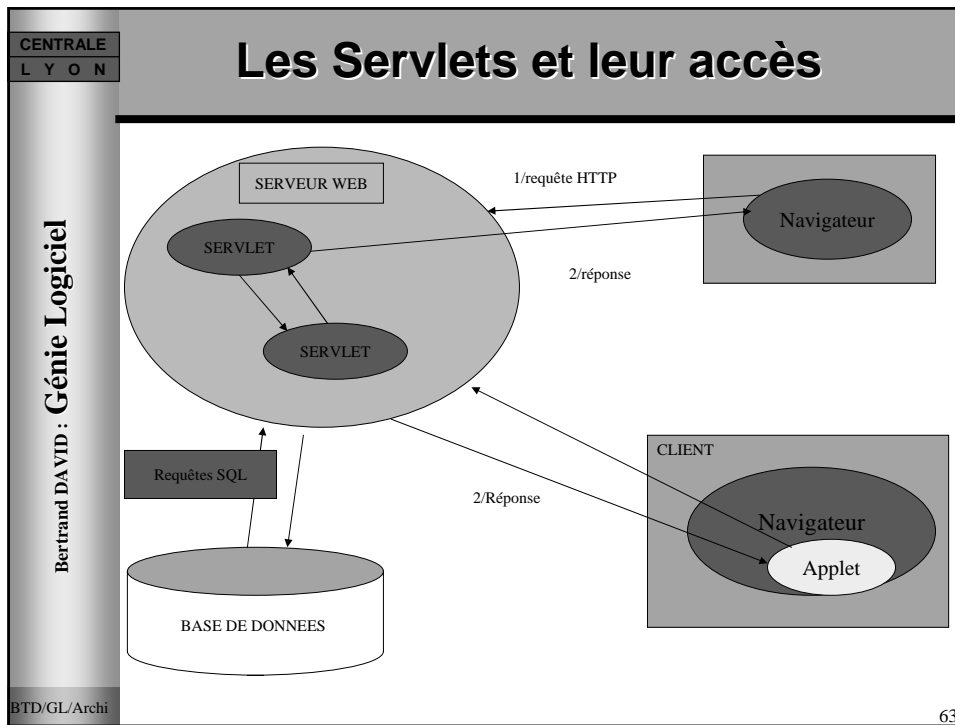 CENTRALE
L Y O N
Les Servlets et leur accès
Bertrand DAVID : Génie Logiciel
SERVEUR WEB
1/requête HTTP
Navigateur
SERVLET
2/réponse
SERVLET
CLIENT
Requêtes SQL
2/Réponse
Navigateur
Applet
BASE DE DONNEES
BTD/GL/Archi
63